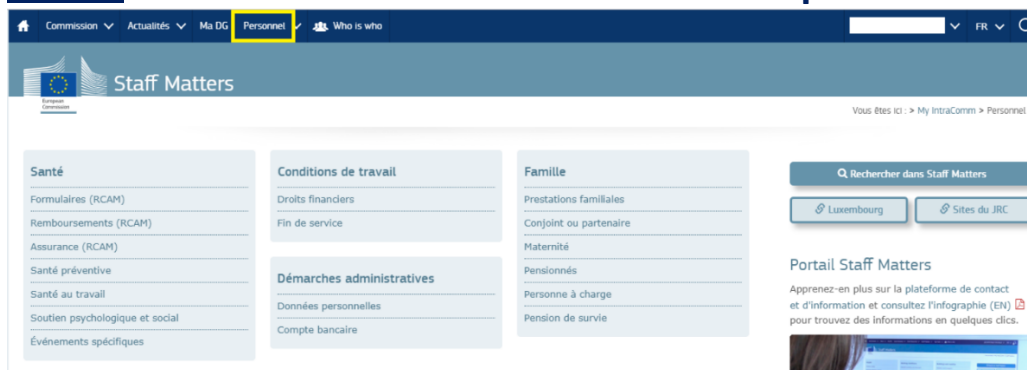 Commission Actualités Ma DG Personnel Who is who FR
Staff Matters
European
Commission
Vous êtes ici : > My IntraComm > Personnel
Santé
Formulaires (RCAM)
Remboursements (RCAM)
Assurance (RCAM)
Santé préventive
Santé au travail
Soutien psychologique et social
Événements spécifiques
Conditions de travail
Droits financiers
Fin de service
Démarches administratives
Données personnelles
Compte bancaire
Famille
Prestations familiales
Conjoint ou partenaire
Maternité
Pensionnés
Personne à charge
Pension de survie
Rechercher dans Staff Matters
Luxembourg Sites du JRC
Portail Staff Matters
Apprenez-en plus sur la plateforme de contact
et d'information et consultez l'infographie (EN)
pour trouvez des informations en quelques clics.